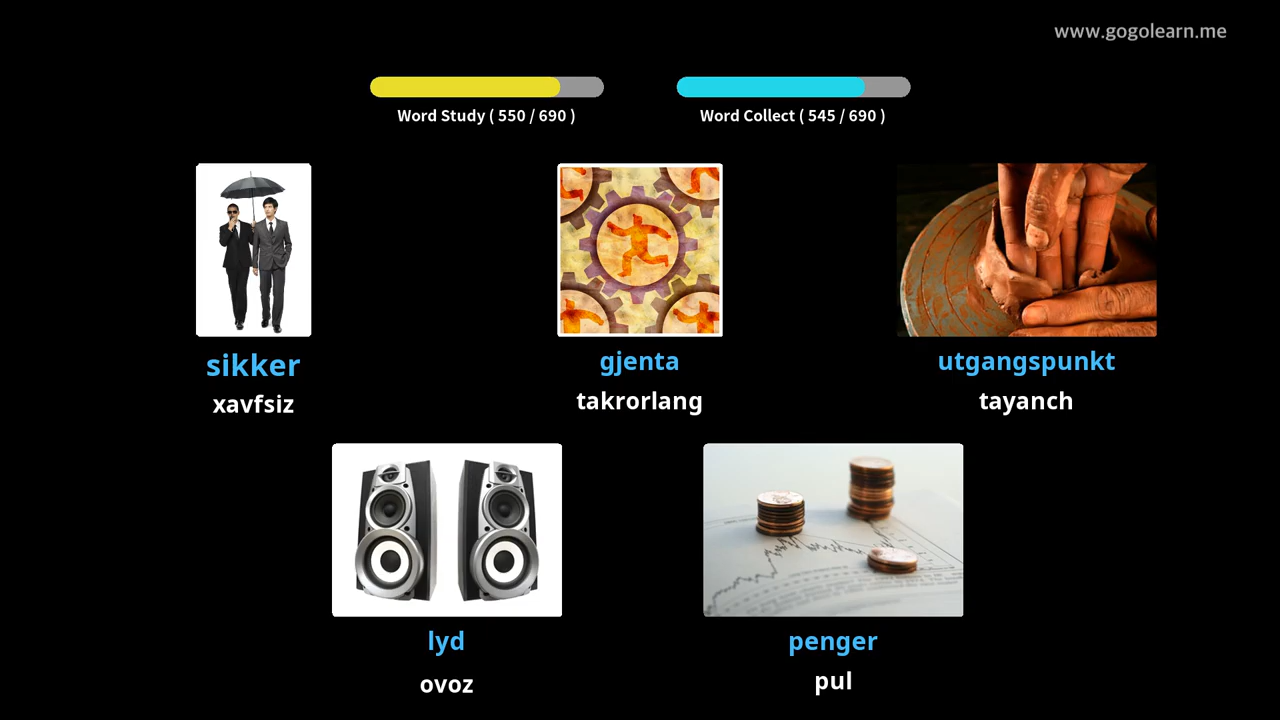 www.gogolearn.me
Word Study ( 550 / 690 )
Word Collect ( 545 / 690 )
sikker
xavfsiz
gjenta
takrorlang
utgangspunkt
tayanch
lyd
ovoz
penger
pul